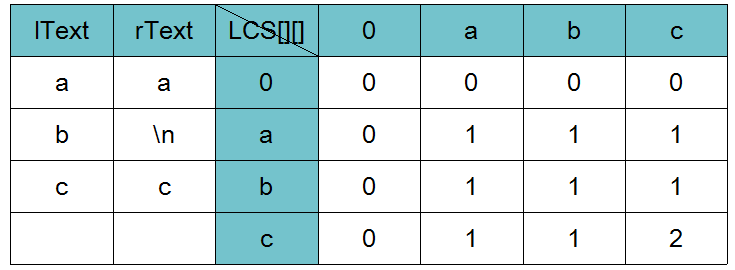 lText rText LCS[][] 0 a b c
a a 0 0 0 0 0
b \n a 0 1 1 1
c c b 0 1 1 1
c 0 1 1 2